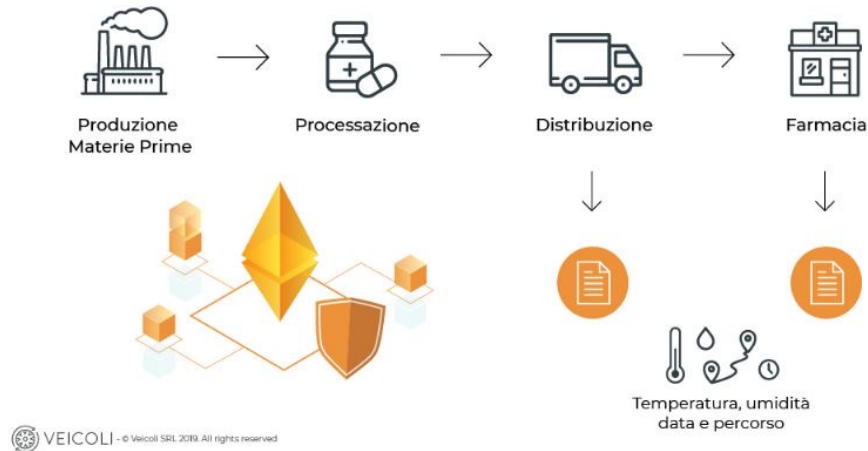 Produzione
Materie Prime
Processazione
Distribuzione
Farmacia
Temperatura, umidità
data e percorso
VEICOLI - © Veicoli SRL 2019. All rights reserved